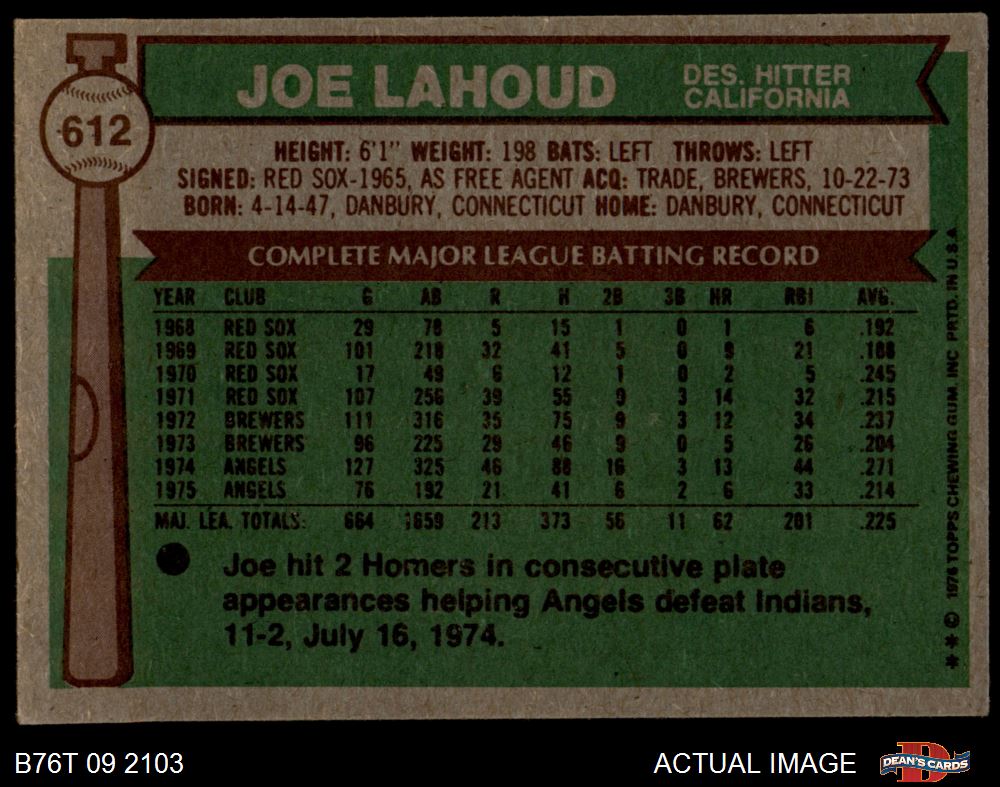 612
JOE LAHOUD
DES. HITTER
CALIFORNIA
HEIGHT: 6'1" WEIGHT: 198 BATS: LEFT THROWS: LEFT
SIGNED: RED SOX-1965, AS FREE AGENT ACQ: TRADE, BREWERS, 10-22-73
BORN: 4-14-47, DANBURY, CONNECTICUT HOME: DANBURY, CONNECTICUT
COMPLETE MAJOR LEAGUE BATTING RECORD
YEAR CLUB G AB R H 2B 3B HR RBI AVG.
1968 RED SOX 29 78 5 15 1 0 1 6 .192
1969 RED SOX 101 218 32 41 5 0 9 21 .188
1970 RED SOX 17 49 6 12 1 0 2 5 .245
1971 RED SOX 107 256 39 55 9 3 14 32 .215
1972 BREWERS 111 316 35 75 9 3 12 34 .237
1973 BREWERS 96 225 29 46 9 0 5 26 .204
1974 ANGELS 127 325 46 88 16 3 13 44 .271
1975 ANGELS 76 192 21 41 6 2 6 33 .214
MAJ. LEA. TOTALS: 664 1659 213 373 56 11 62 201 .225
Joe hit 2 Homers in consecutive plate
appearances helping Angels defeat Indians,
11-2, July 16, 1974.
** © 1976 TOPPS CHEWING GUM, INC PRTD. IN U.S.A.
B76T 09 2103
ACTUAL IMAGE
D
DEAN'S CARDS